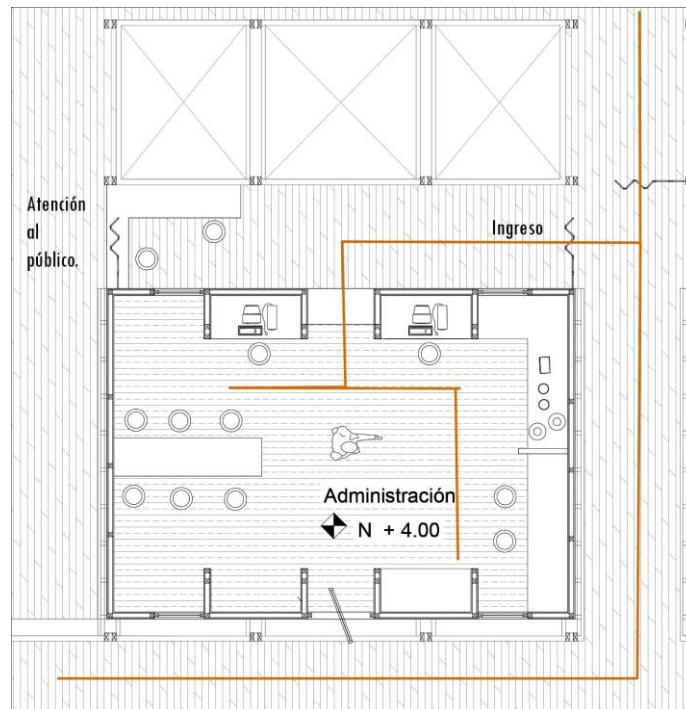 Atención
al
público.
Ingreso
Administración
N + 4.00